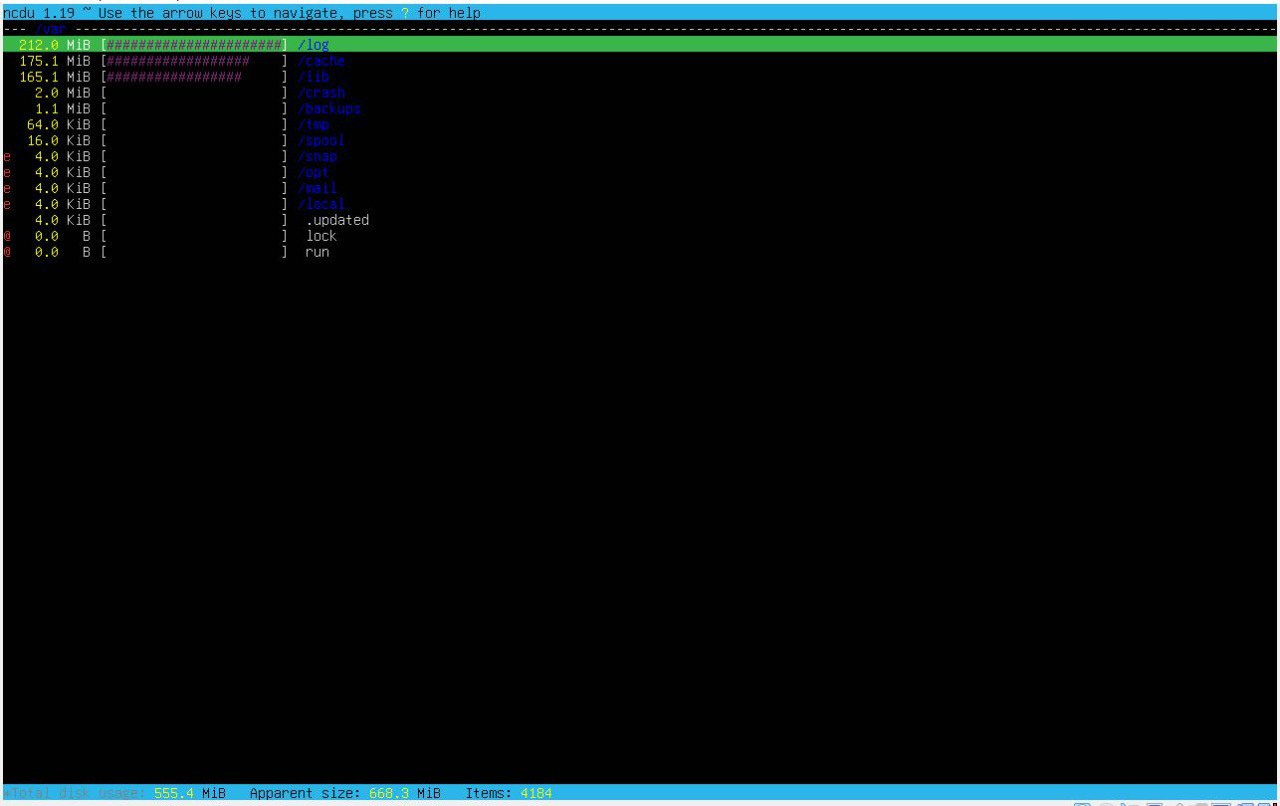 ncdu 1.19 ~ Use the arrow keys to navigate, press ? for help
--- /var ------------------------------------------------------------------------------------------------------------------------------------------------------
  212.0 MiB [######################] /log
  175.1 MiB [##################    ] /cache
  165.1 MiB [#################     ] /lib
    2.0 MiB [                      ] /crash
    1.1 MiB [                      ] /backups
   64.0 KiB [                      ] /tmp
   16.0 KiB [                      ] /spool
e   4.0 KiB [                      ] /snap
e   4.0 KiB [                      ] /opt
e   4.0 KiB [                      ] /mail
e   4.0 KiB [                      ] /local
    4.0 KiB [                      ]  .updated
@   0.0   B [                      ]  lock
@   0.0   B [                      ]  run
*Total disk usage: 555.4 MiB   Apparent size: 668.3 MiB   Items: 4184